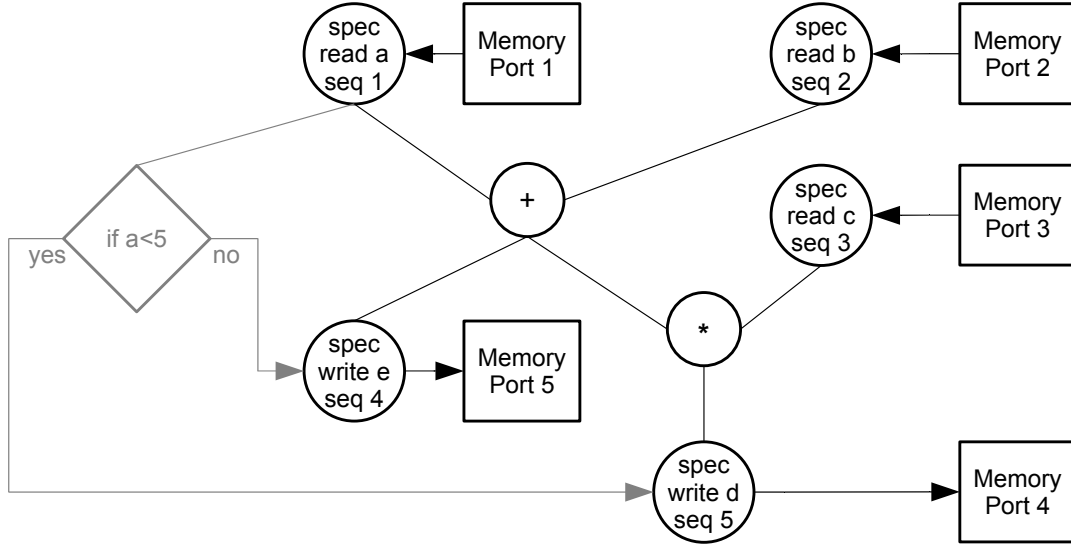 spec
read a
seq 1
Memory
Port 1
spec
read b
seq 2
Memory
Port 2
+
spec
read c
seq 3
Memory
Port 3
if a<5
yes
no
*
spec
write e
seq 4
Memory
Port 5
spec
write d
seq 5
Memory
Port 4